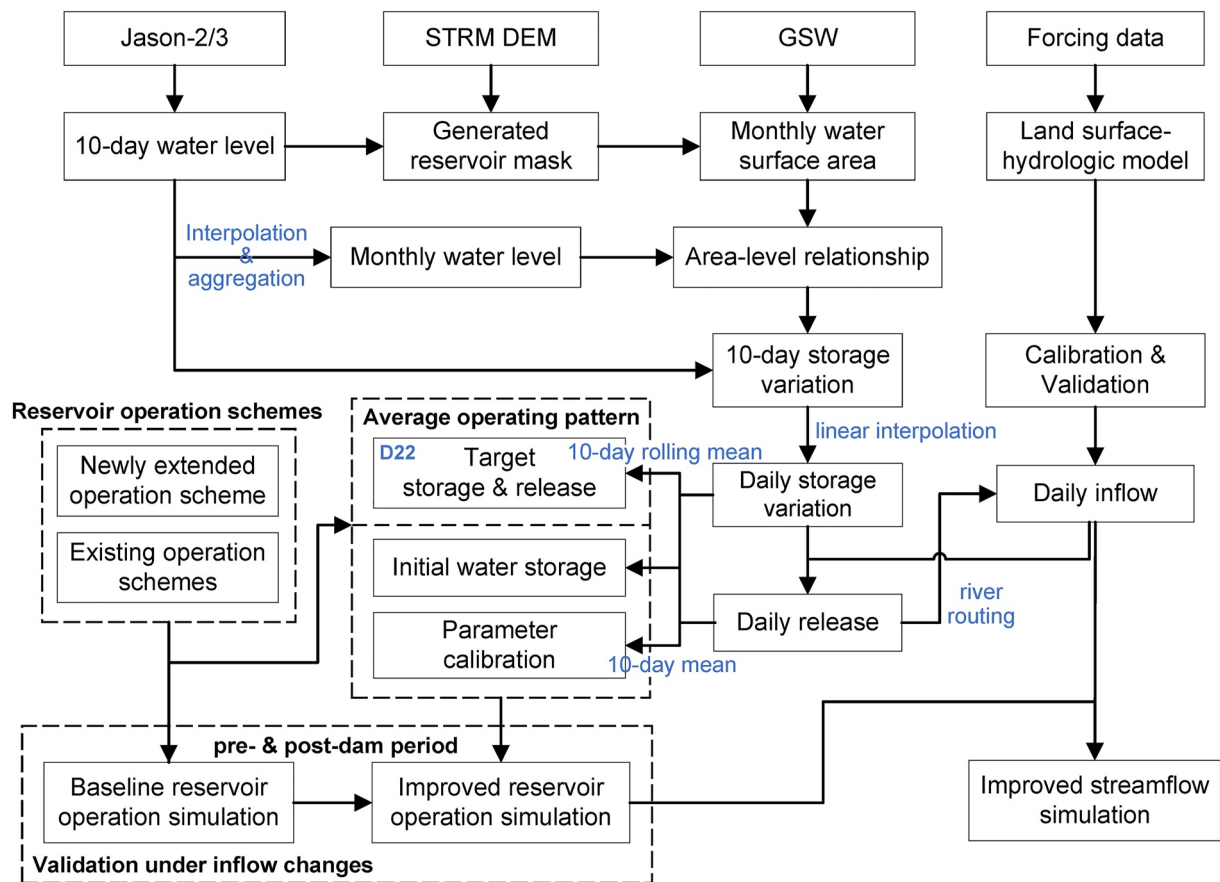 Jason-2/3
STRM DEM
GSW
Forcing data
10-day water level
Generated
reservoir mask
Monthly water
surface area
Land surface-
hydrologic model
Interpolation
&
aggregation
Monthly water level
Area-level relationship
10-day storage
variation
Calibration &
Validation
Reservoir operation schemes
Newly extended
operation scheme
Existing operation
schemes
Average operating pattern
D22
Target
storage & release
10-day rolling mean
linear interpolation
Daily storage
variation
Daily inflow
Initial water storage
Parameter
calibration
10-day mean
Daily release
river
routing
pre- & post-dam period
Baseline reservoir
operation simulation
Improved reservoir
operation simulation
Validation under inflow changes
Improved streamflow
simulation